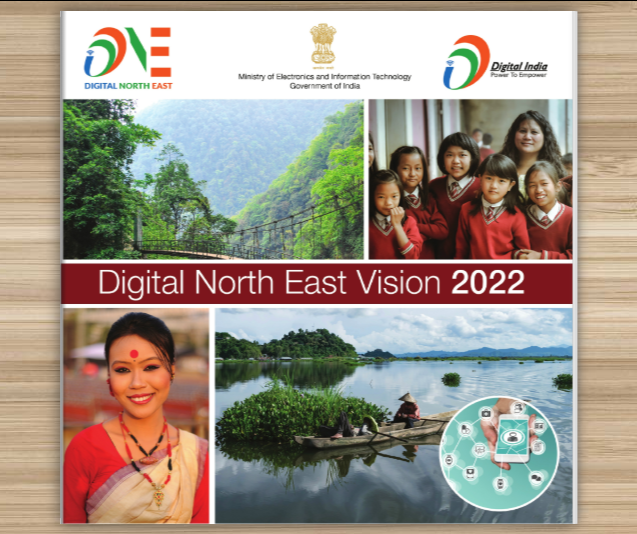 DIGITAL NORTH EAST
Ministry of Electronics and Information Technology
Government of India
Digital India
Power To Empower
Digital North East Vision 2022